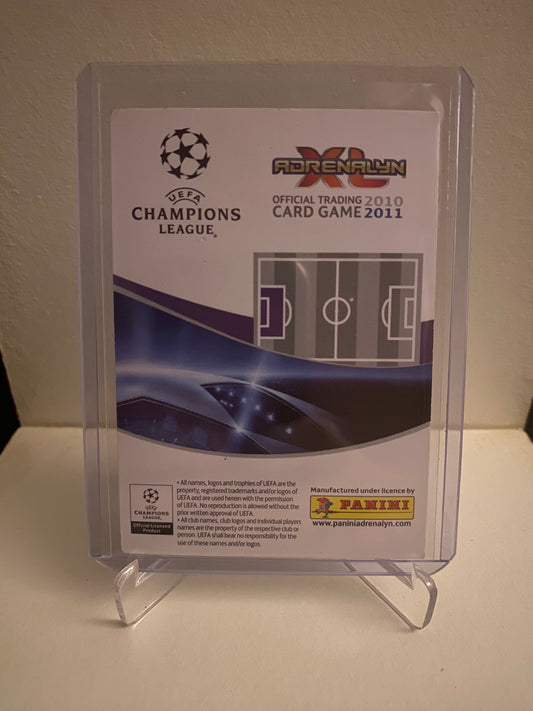 UEFA
CHAMPIONS
LEAGUE®
ADRENALYN
XL
OFFICIAL TRADING 2010
CARD GAME 2011
UEFA
CHAMPIONS
LEAGUE
Official Licensed
Product
• All names, logos and trophies of UEFA are the
property, registered trademarks and/or logos of
UEFA and are used herein with the permission
of UEFA. No reproduction is allowed without the
prior written approval of UEFA.
• All club names, club logos and individual players
names are the property of the respective club or
person. UEFA shall bear no responsibility for the
use of these names and/or logos.
Manufactured under licence by
PANINI
www.paniniadrenalyn.com